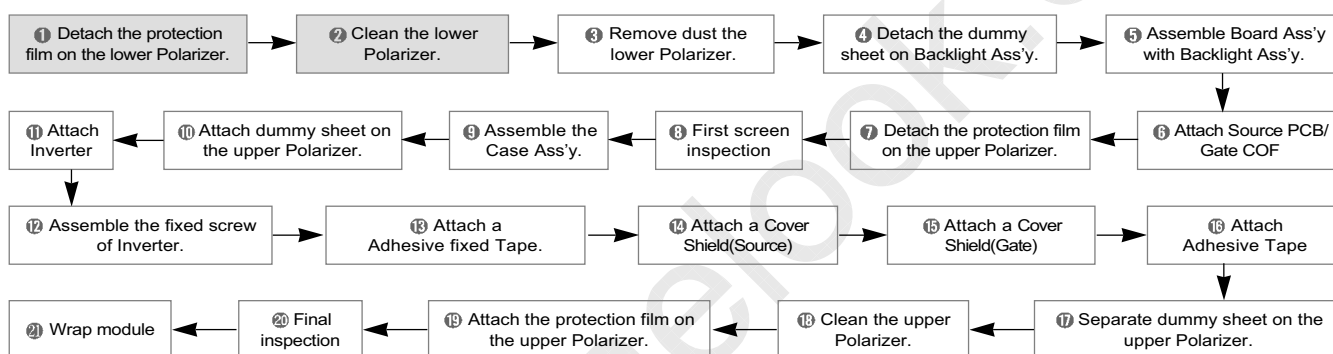 ❶ Detach the protection
film on the lower Polarizer.
❷ Clean the lower
Polarizer.
❸ Remove dust the
lower Polarizer.
❹ Detach the dummy
sheet on Backlight Ass'y.
❺ Assemble Board Ass'y
with Backlight Ass'y.
❻ Attach Source PCB/
Gate COF
❼ Detach the protection film
on the upper Polarizer.
❽ First screen
inspection
❾ Assemble the
Case Ass'y.
❿ Attach dummy sheet on
the upper Polarizer.
⓫ Attach
Inverter
⓬ Assemble the fixed screw
of Inverter.
⓭ Attach a
Adhesive fixed Tape.
⓮ Attach a Cover
Shield(Source)
⓯ Attach a Cover
Shield(Gate)
⓰ Attach
Adhesive Tape
⓱ Separate dummy sheet on the
upper Polarizer.
⓲ Clean the upper
Polarizer.
⓳ Attach the protection film on
the upper Polarizer.
⓴ Final
inspection
㉑ Wrap module